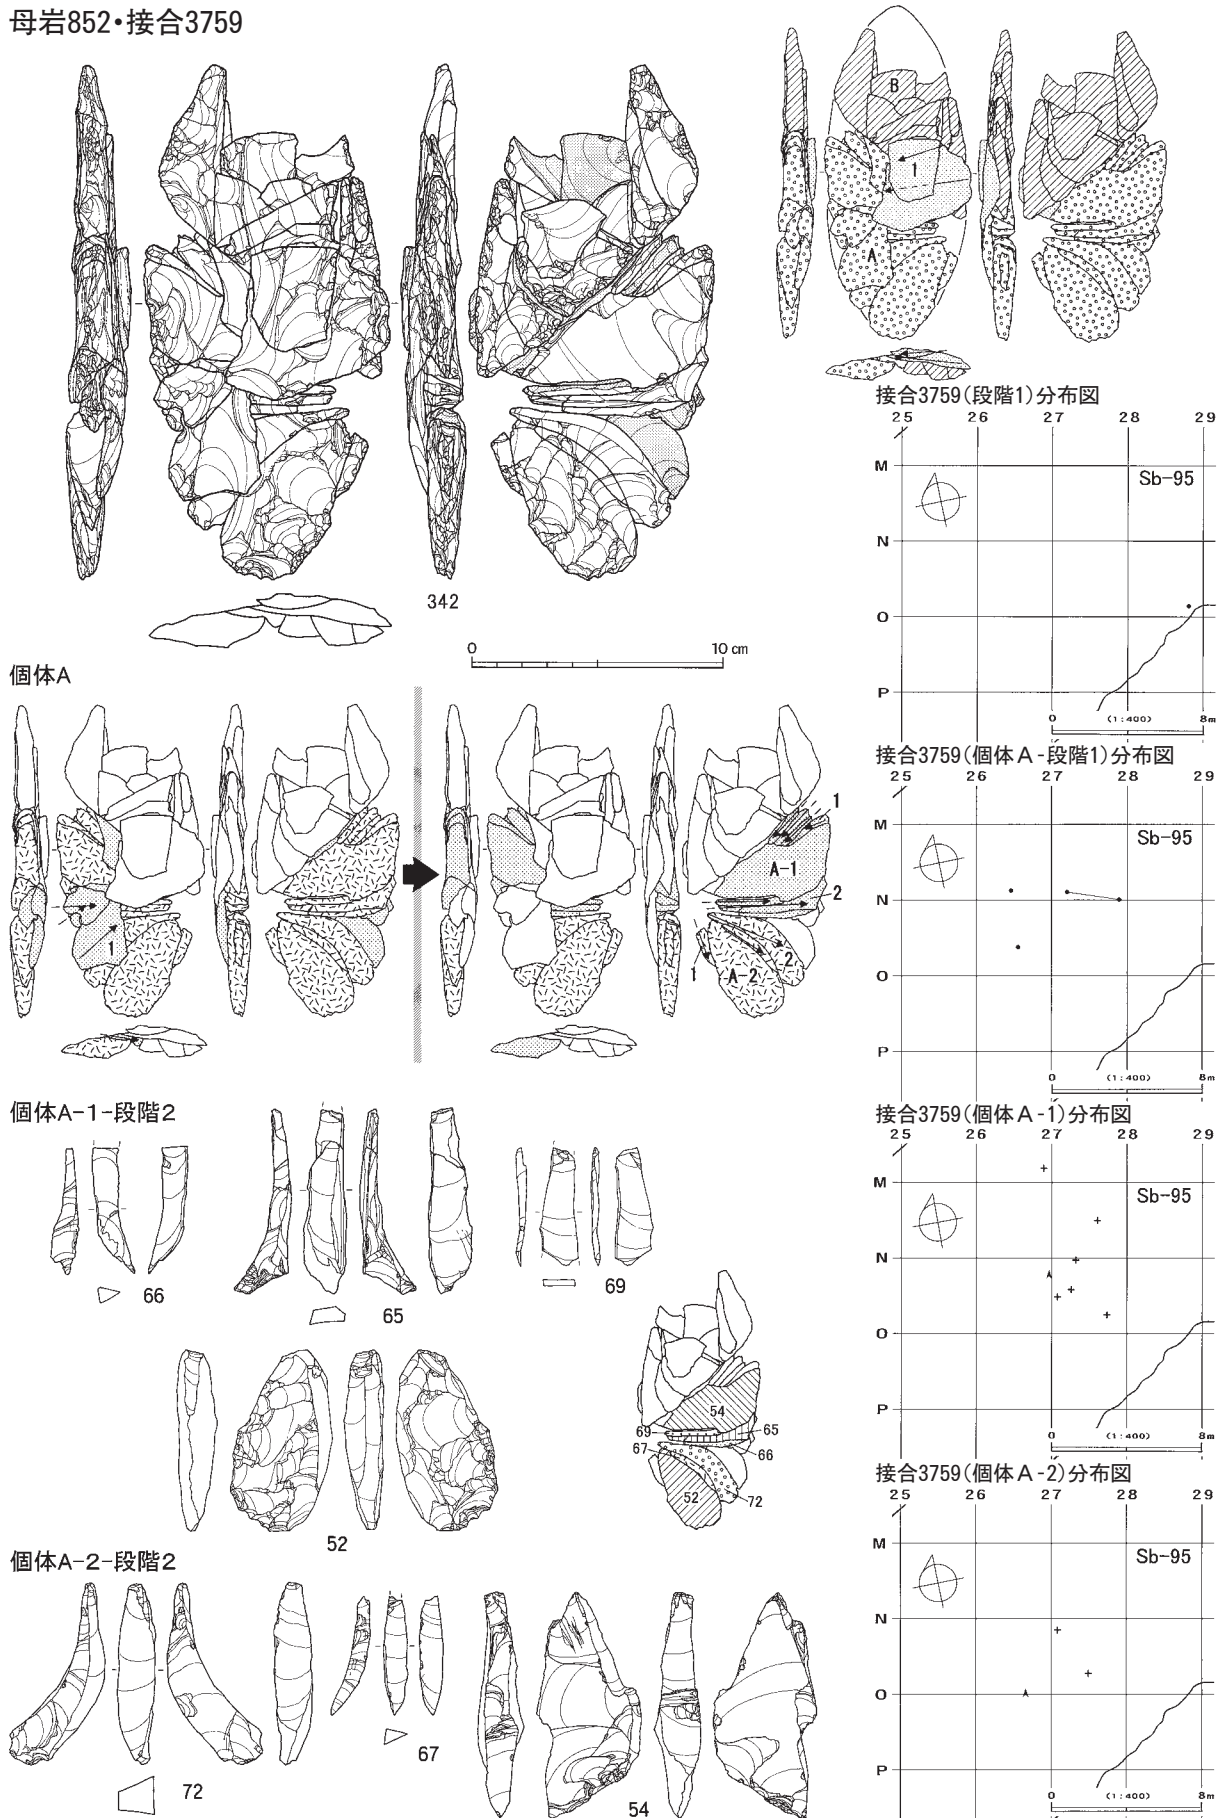 母岩852・接合3759
B
1
A
342
0 10 cm
接合3759(段階1)分布図
25 26 27 28 29
M
Sb-95
N
O
P
0 (1:400) 8m
個体A
1
1
A-1
2
1
A-2
2
接合3759(個体A-段階1)分布図
25 26 27 28 29
M
Sb-95
N
O
P
0 (1:400) 8m
個体A-1-段階2
66
65
69
52
54
69
65
67
66
52
72
接合3759(個体A-1)分布図
25 26 27 28 29
M
Sb-95
N
O
P
0 (1:400) 8m
個体A-2-段階2
72
67
54
接合3759(個体A-2)分布図
25 26 27 28 29
M
Sb-95
N
O
P
0 (1:400) 8m